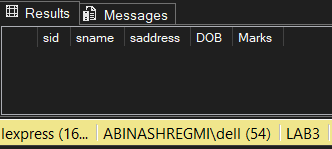 Results Messages
sid sname saddress DOB Marks
lexpress (16... ABINASHREGMI\dell (54) LAB3